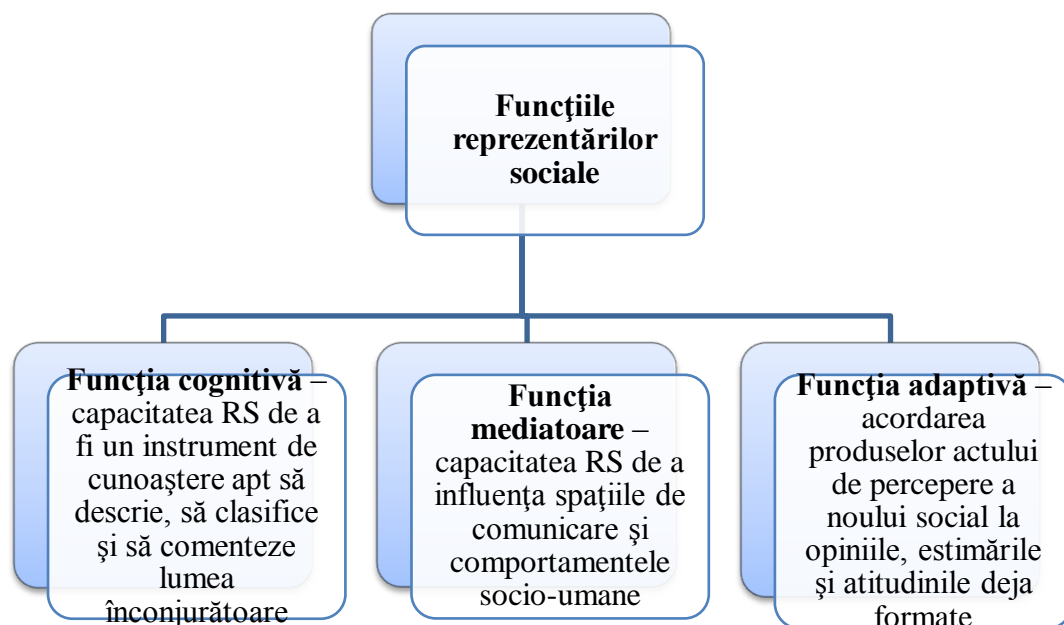 Funcţiile
reprezentărilor
sociale
Funcţia cognitivă –
capacitatea RS de a
fi un instrument de
cunoaştere apt să
descrie, să clasifice
şi să comenteze
lumea
înconjurătoare
Funcţia
mediatoare –
capacitatea RS de a
influenţa spaţiile de
comunicare şi
comportamentele
socio-umane
Funcţia adaptivă –
acordarea
produselor actului
de percepere a
noului social la
opiniile, estimările
şi atitudinile deja
formate